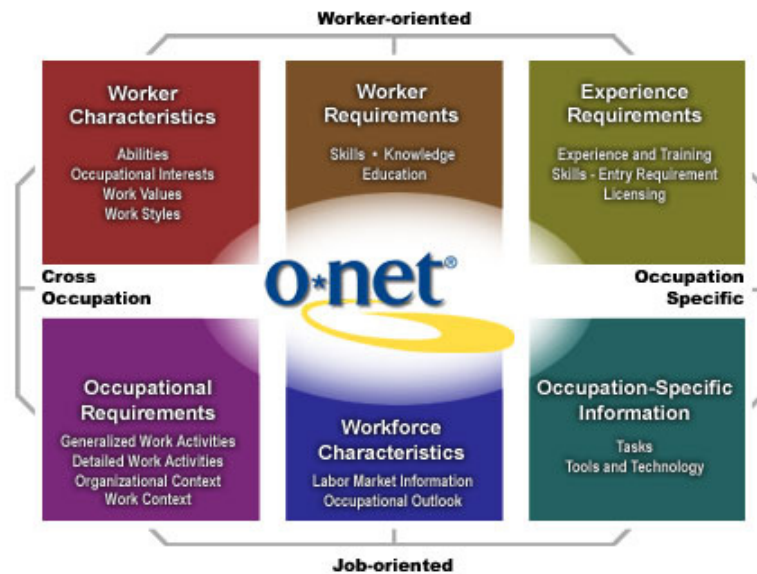 Worker-oriented
Worker
Characteristics
Abilities
Occupational Interests
Work Values
Work Styles
Worker
Requirements
Skills • Knowledge
Education
Experience
Requirements
Experience and Training
Skills - Entry Requirement
Licensing
Cross
Occupation
o*net®
Occupation
Specific
Occupational
Requirements
Generalized Work Activities
Detailed Work Activities
Organizational Context
Work Context
Workforce
Characteristics
Labor Market Information
Occupational Outlook
Occupation-Specific
Information
Tasks
Tools and Technology
Job-oriented